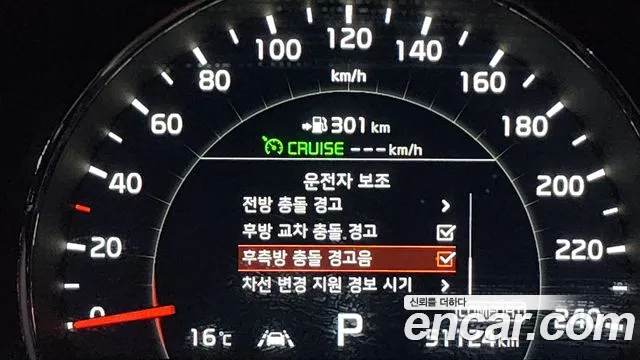 120
100
140
80
km/h
160
60
301 km
180
CRUISE ---km/h
운전자 보조
40
전방 충돌 경고
200
후방 교차 충돌 경고
20
후측방 충돌 경고음
220
차선 변경 지원 경보 시기
신뢰를 더하다
0
240
16℃
P
km
encar.com